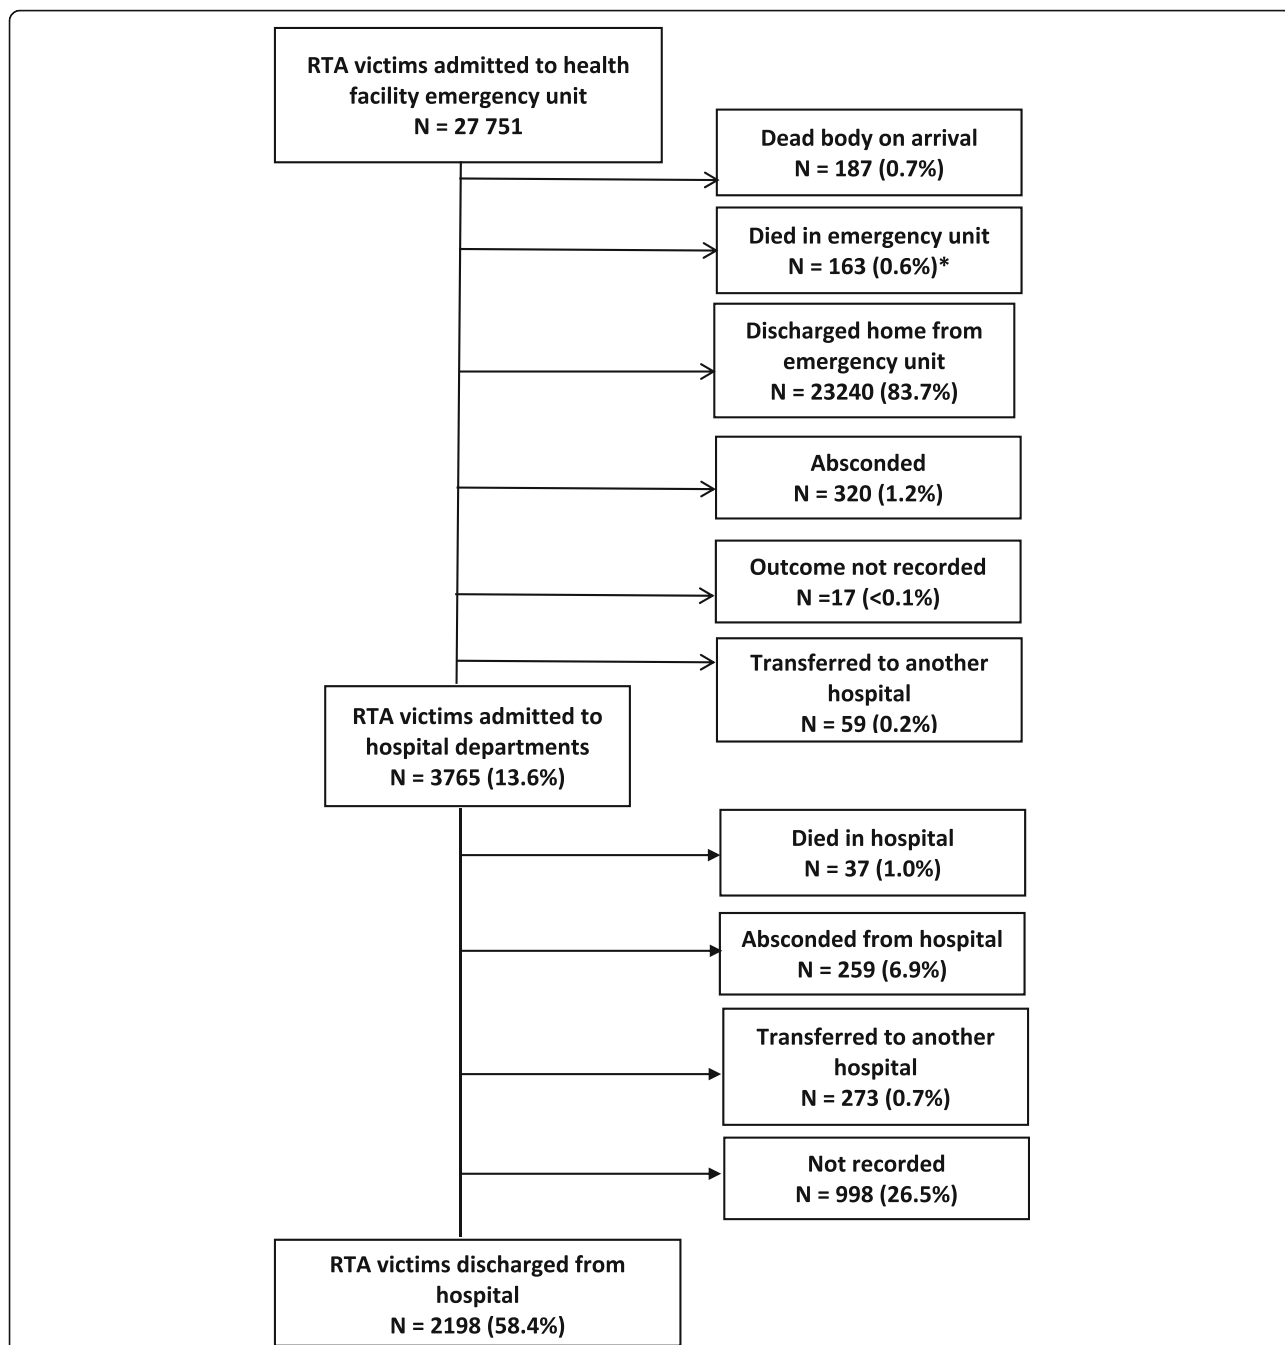 RTA victims admitted to health
facility emergency unit
N = 27 751
Dead body on arrival
N = 187 (0.7%)
Died in emergency unit
N = 163 (0.6%)*
Discharged home from
emergency unit
N = 23240 (83.7%)
Absconded
N = 320 (1.2%)
Outcome not recorded
N =17 (<0.1%)
Transferred to another
hospital
N = 59 (0.2%)
RTA victims admitted to
hospital departments
N = 3765 (13.6%)
Died in hospital
N = 37 (1.0%)
Absconded from hospital
N = 259 (6.9%)
Transferred to another
hospital
N = 273 (0.7%)
Not recorded
N = 998 (26.5%)
RTA victims discharged from
hospital
N = 2198 (58.4%)